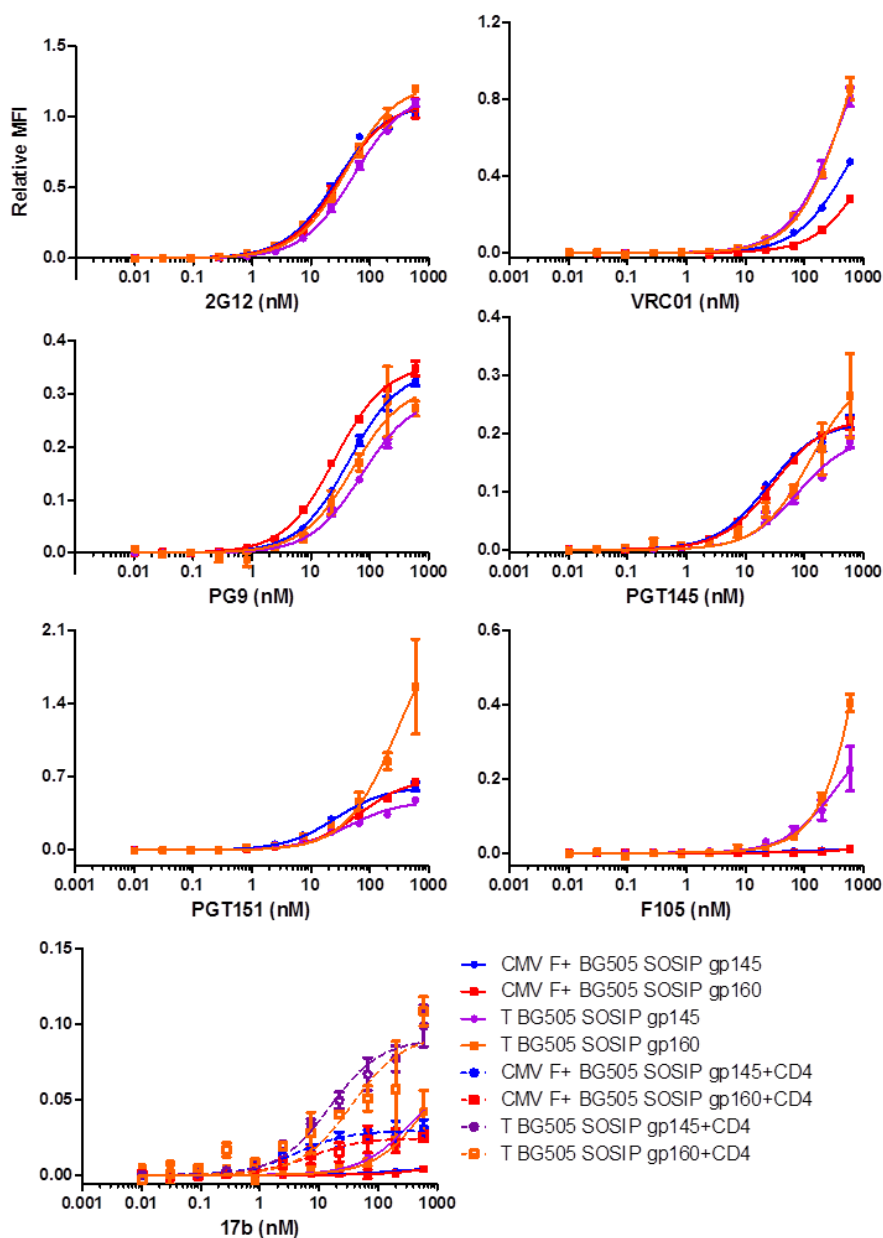 Relative MFI
1.5
1.0
0.5
0.0
0.01 0.1 1 10 100 1000
2G12 (nM)
1.2
0.8
0.4
0.0
0.001 0.01 0.1 1 10 100 1000
VRC01 (nM)
0.4
0.3
0.2
0.1
0.0
0.01 0.1 1 10 100 1000
PG9 (nM)
0.4
0.3
0.2
0.1
0.0
0.001 0.01 0.1 1 10 100 1000
PGT145 (nM)
2.1
1.4
0.7
0.0
0.001 0.01 0.1 1 10 100 1000
PGT151 (nM)
0.6
0.4
0.2
0.0
0.001 0.01 0.1 1 10 100 1000
F105 (nM)
0.15
0.10
0.05
0.00
0.001 0.01 0.1 1 10 100 1000
17b (nM)
CMV F+ BG505 SOSIP gp145
CMV F+ BG505 SOSIP gp160
T BG505 SOSIP gp145
T BG505 SOSIP gp160
CMV F+ BG505 SOSIP gp145+CD4
CMV F+ BG505 SOSIP gp160+CD4
T BG505 SOSIP gp145+CD4
T BG505 SOSIP gp160+CD4